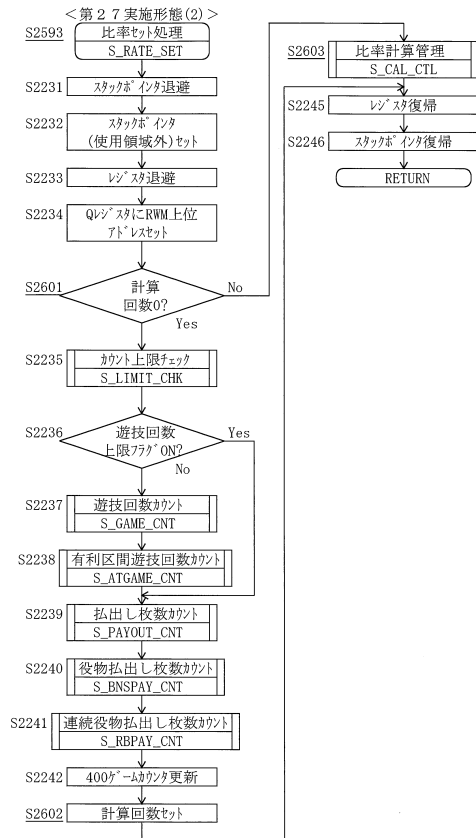 ＜第２７実施形態(2)＞
S2593
比率セット処理
S_RATE_SET
S2231
ｽﾀｯｸﾎﾟｲﾝﾀ退避
S2232
ｽﾀｯｸﾎﾟｲﾝﾀ
(使用領域外)セット
S2233
ﾚｼﾞｽﾀ退避
S2234
QﾚｼﾞｽﾀにRWM上位
ｱﾄﾞﾚｽセット
S2601
計算
回数0?
No
Yes
S2235
ｶｳﾝﾄ上限ﾁｪｯｸ
S_LIMIT_CHK
S2236
遊技回数
上限ﾌﾗｸﾞON?
Yes
No
S2237
遊技回数ｶｳﾝﾄ
S_GAME_CNT
S2238
有利区間遊技回数ｶｳﾝﾄ
S_ATGAME_CNT
S2239
払出し枚数ｶｳﾝﾄ
S_PAYOUT_CNT
S2240
役物払出し枚数ｶｳﾝﾄ
S_BNSPAY_CNT
S2241
連続役物払出し枚数ｶｳﾝﾄ
S_RBPAY_CNT
S2242
400ｹﾞｰﾑｶｳﾝﾀ更新
S2602
計算回数セット
S2603
比率計算管理
S_CAL_CTL
S2245
ﾚｼﾞｽﾀ復帰
S2246
ｽﾀｯｸﾎﾟｲﾝﾀ復帰
RETURN